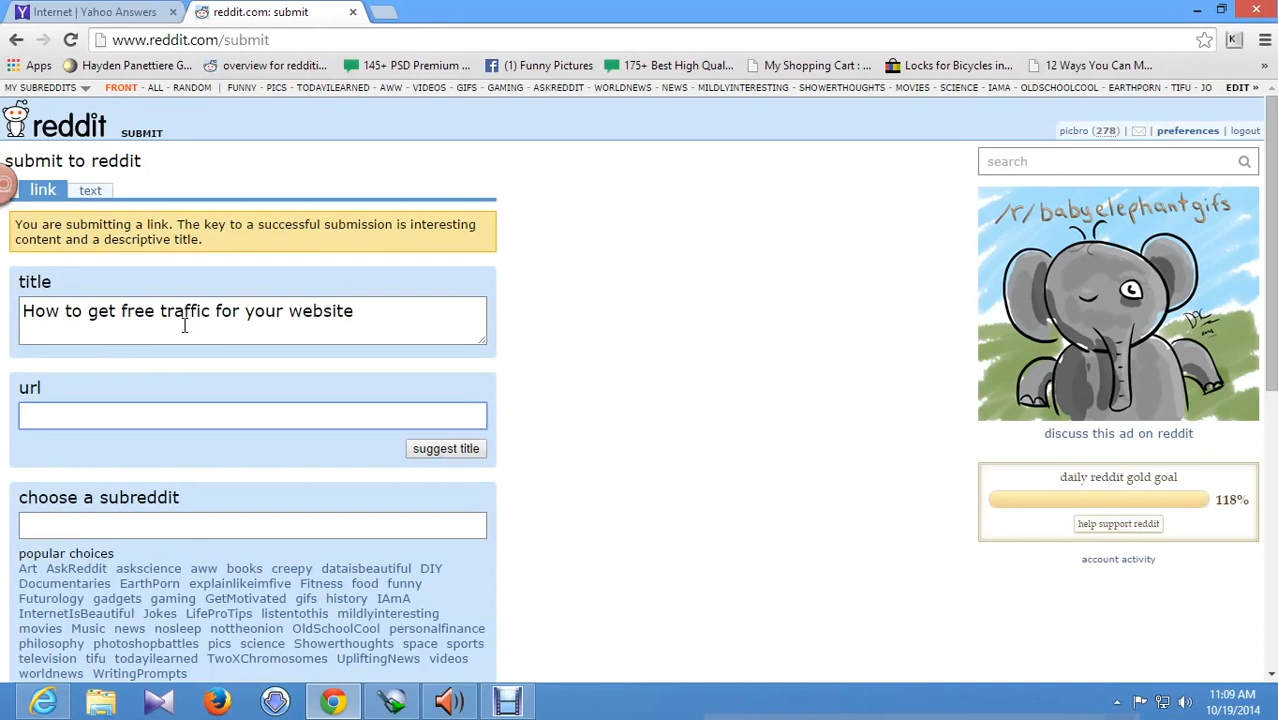 Internet | Yahoo Answers
reddit.com: submit
www.reddit.com/submit
Apps
Hayden Panettiere G...
overview for redditi...
145+ PSD Premium ...
(1) Funny Pictures
175+ Best High Qual...
My Shopping Cart : ...
Locks for Bicycles in...
12 Ways You Can M...
»
MY SUBREDDITS FRONT - ALL - RANDOM | FUNNY - PICS - TODAYILEARNED - AWW - VIDEOS - GIFS - GAMING - ASKREDDIT - WORLDNEWS - NEWS - MILDLYINTERESTING - SHOWERTHOUGHTS - MOVIES - SCIENCE - IAMA - OLDSCHOOLCOOL - EARTHPORN - TIFU - JO EDIT »
reddit SUBMIT
picbro (278) | | preferences | logout
submit to reddit
link text
search
You are submitting a link. The key to a successful submission is interesting
content and a descriptive title.
title
How to get free traffic for your website
url
suggest title
choose a subreddit
popular choices
Art AskReddit askscience aww books creepy dataisbeautiful DIY
Documentaries EarthPorn explainlikeimfive Fitness food funny
Futurology gadgets gaming GetMotivated gifs history IAmA
InternetIsBeautiful Jokes LifeProTips listentothis mildlyinteresting
movies Music news nosleep nottheonion OldSchoolCool personalfinance
philosophy photoshopbattles pics science Showerthoughts space sports
television tifu todayilearned TwoXChromosomes UpliftingNews videos
worldnews WritingPrompts
/r/babyelephantgifs
discuss this ad on reddit
daily reddit gold goal
118%
help support reddit
account activity
11:09 AM
10/19/2014